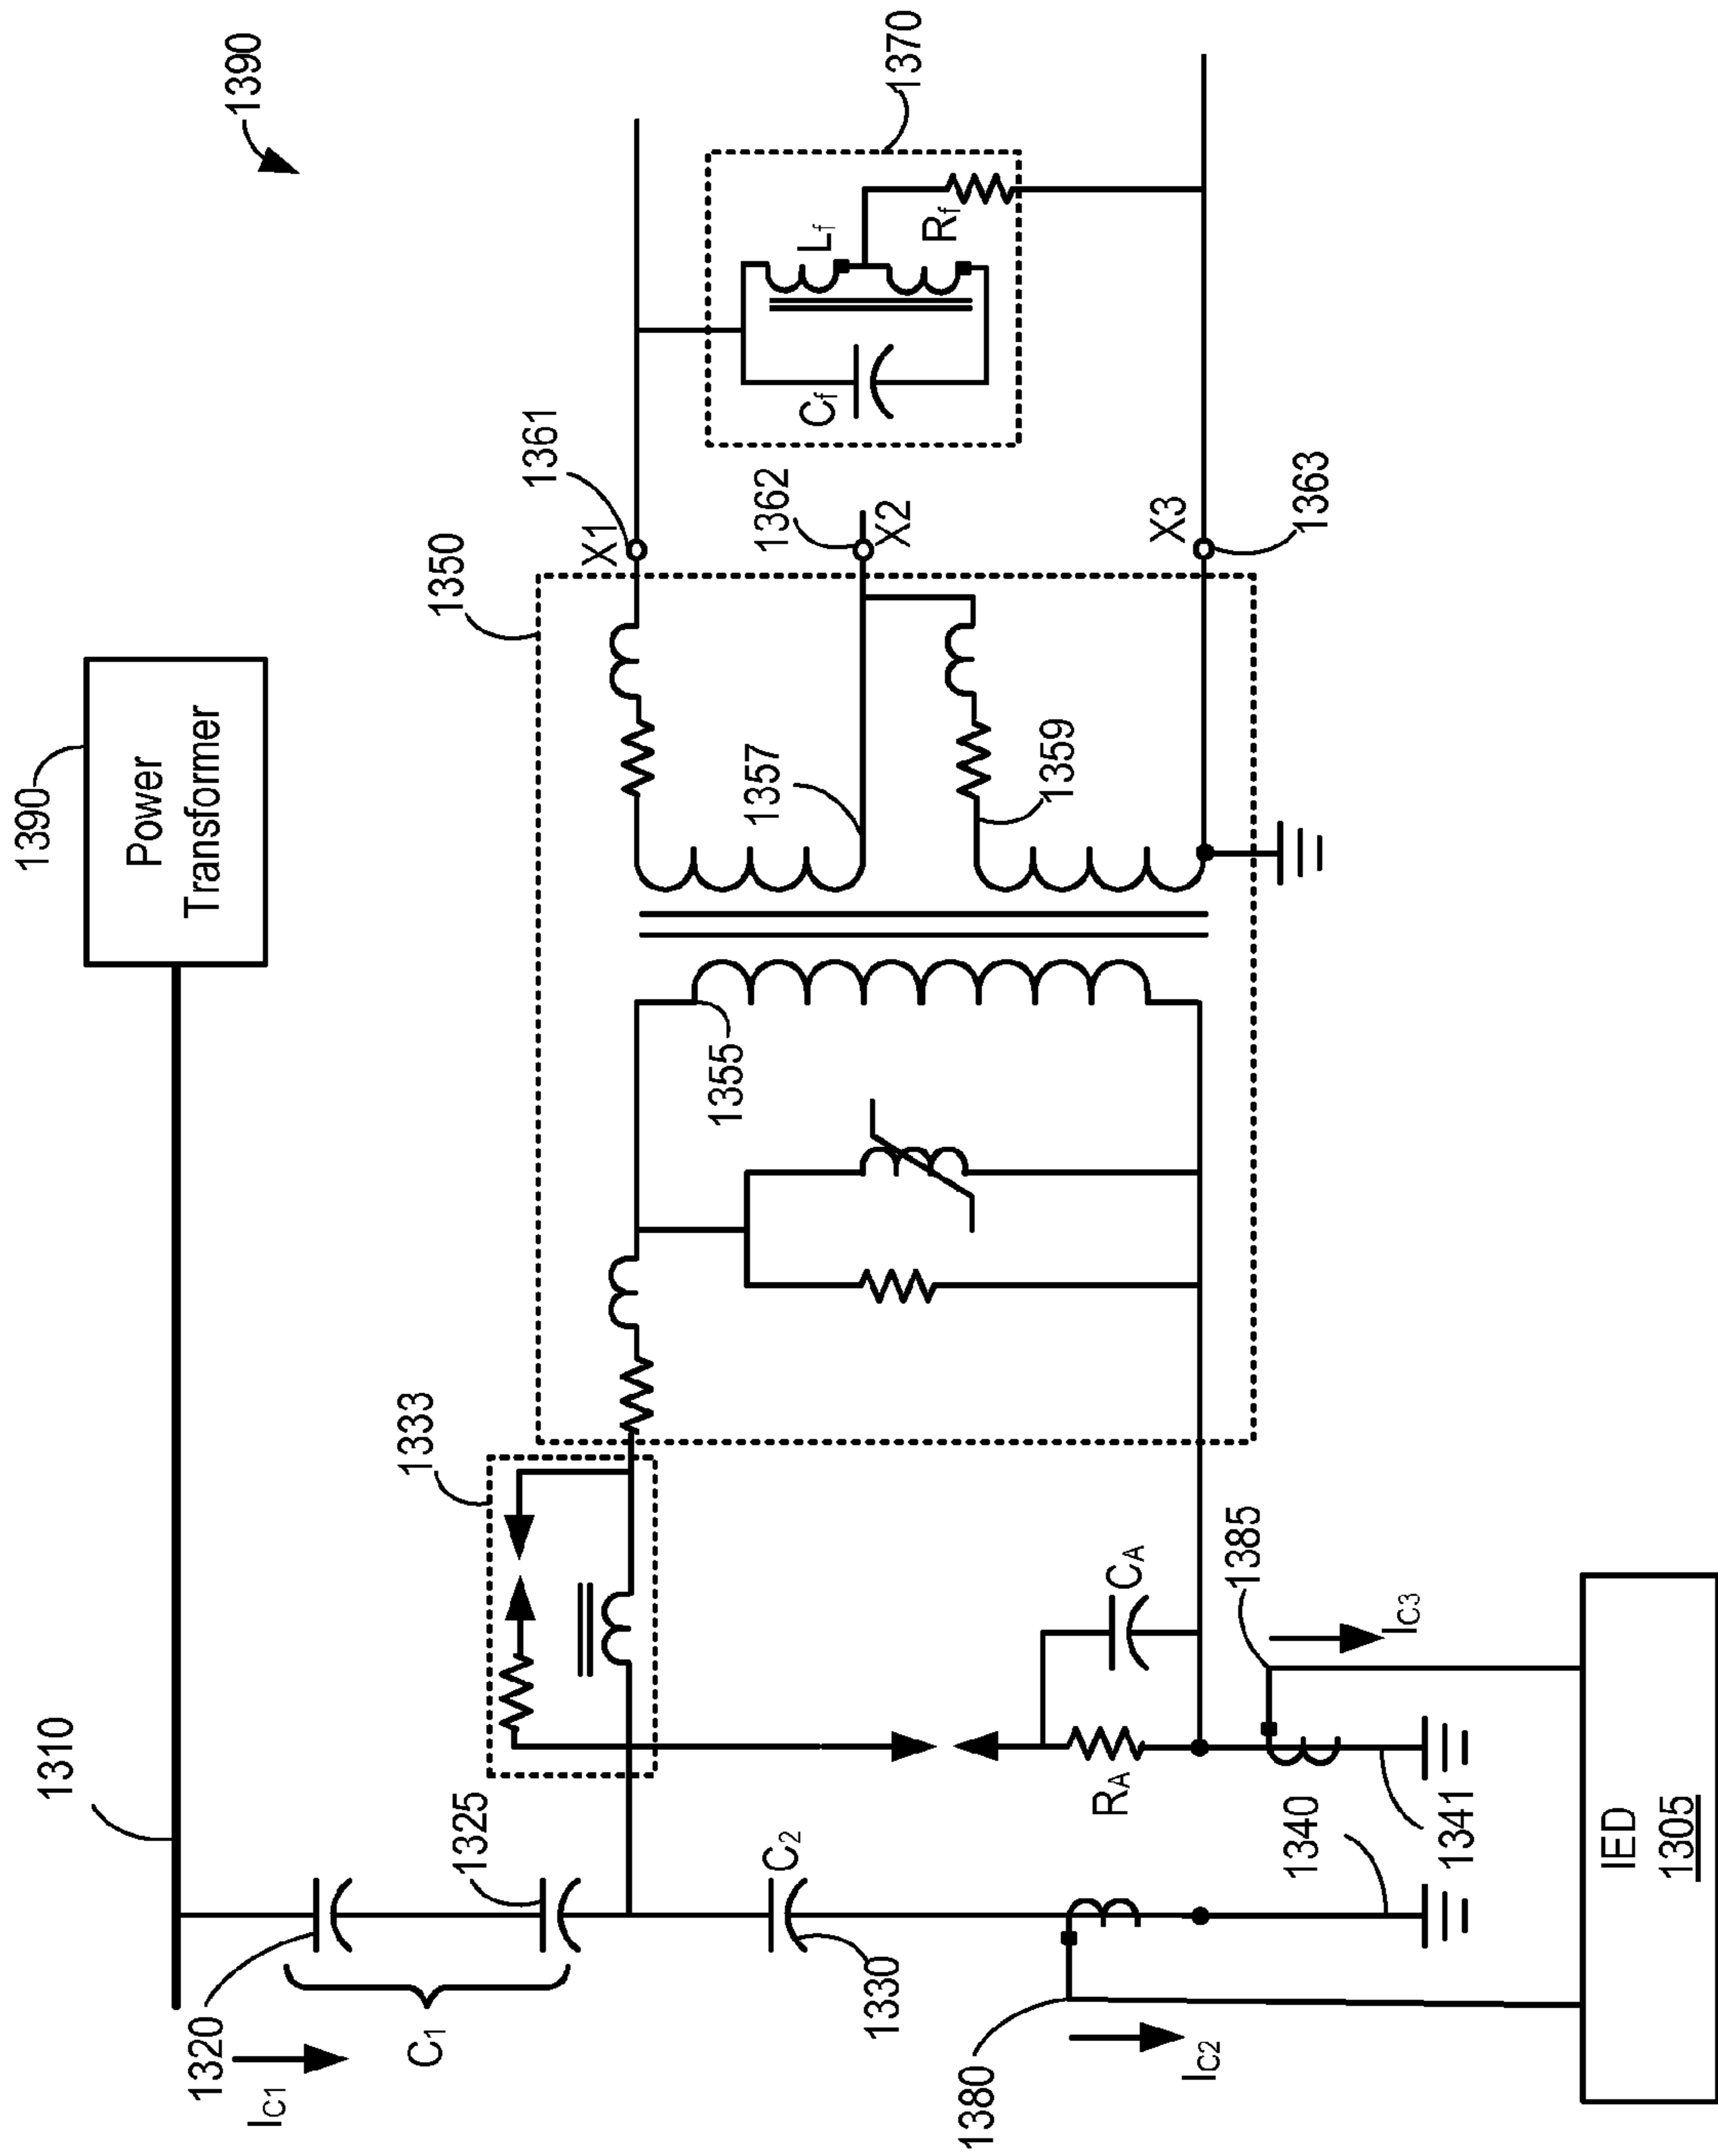 1390
1390
Power
Transformer
1310
1320
1325
C1
IC1
C2
1330
1380
IC2
1340
1341
1385
IC3
IED
1305
RA
CA
1333
1350
1355
1357
1359
X1
1361
1362
X2
X3
1363
1370
Cf
Lf
Rf